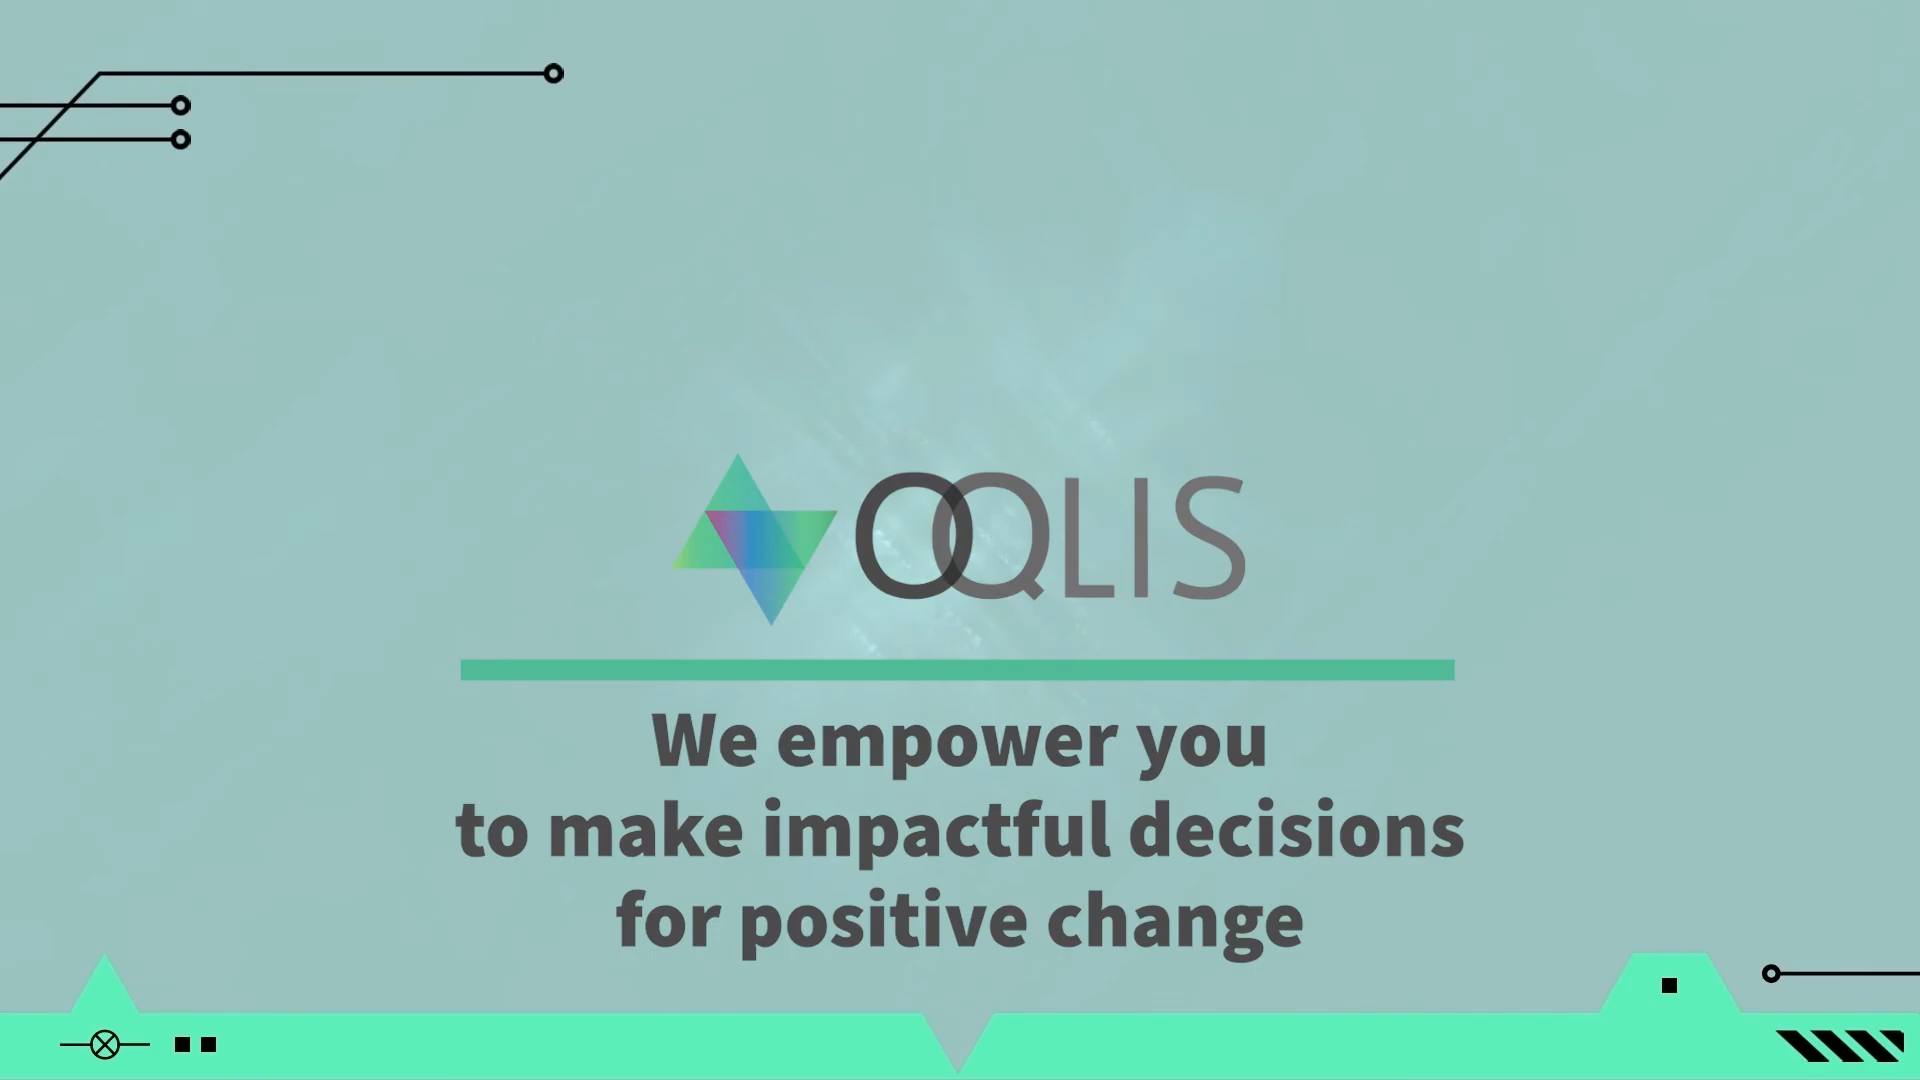 OQLIS
We empower you
to make impactful decisions
for positive change